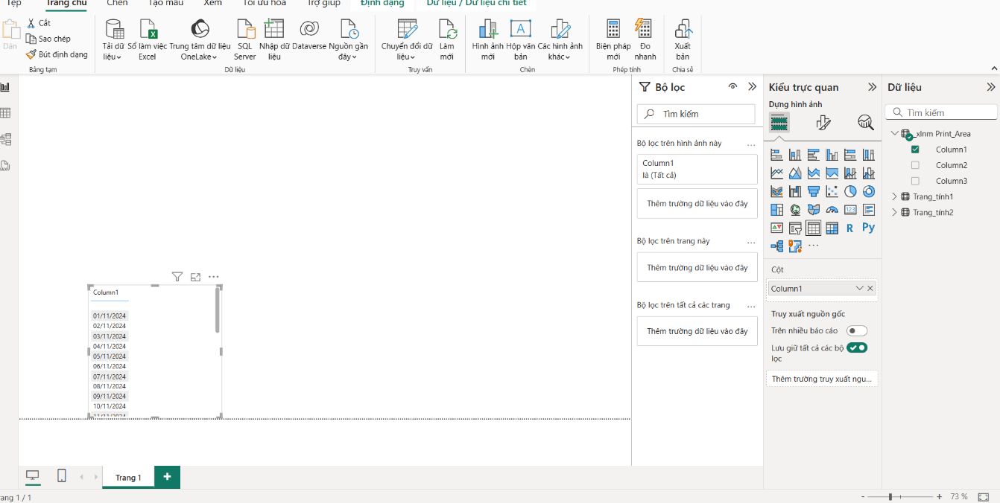 Tệp Trang chủ Chèn Tạo mẫu Xem Tối ưu hóa Trợ giúp Định dạng Dữ liệu / Dữ liệu chi tiết
Dán
Cắt
Sao chép
Bút định dạng
Bảng tạm
Tải dữ liệu
Sổ làm việc Excel
Trung tâm dữ liệu OneLake
SQL Server
Nhập dữ liệu
Dataverse
Nguồn gần đây
Dữ liệu
Chuyển đổi dữ liệu
Làm mới
Truy vấn
Hình ảnh mới
Hộp văn bản
Các hình ảnh khác
Chèn
Biện pháp mới
Đo nhanh
Phép tính
Xuất bản
Chia sẻ
Column1
01/11/2024
02/11/2024
03/11/2024
04/11/2024
05/11/2024
06/11/2024
07/11/2024
08/11/2024
09/11/2024
10/11/2024
11/11/2024
Bộ lọc
Tìm kiếm
Bộ lọc trên hình ảnh này ...
Column1
là (Tất cả)
Thêm trường dữ liệu vào đây
Bộ lọc trên trang này ...
Thêm trường dữ liệu vào đây
Bộ lọc trên tất cả các trang ...
Thêm trường dữ liệu vào đây
Kiểu trực quan
Dựng hình ảnh
123
R Py
...
Cột
Column1
Truy xuất nguồn gốc
Trên nhiều báo cáo
Lưu giữ tất cả các bộ
lọc
Thêm trường truy xuất ngu...
Dữ liệu
Tìm kiếm
_xlnm Print_Area
Column1
Column2
Column3
Trang_tính1
Trang_tính2
Trang 1
+
rang 1 / 1
- + 73 %